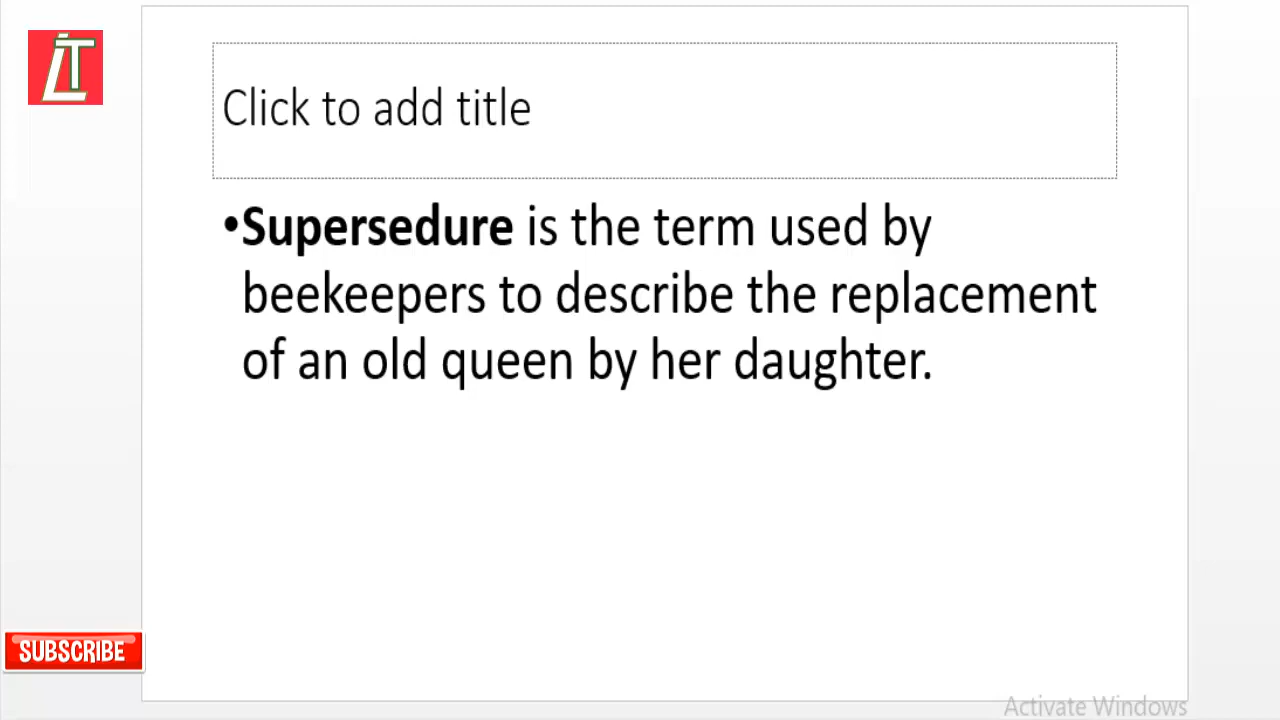 LiT
Click to add title
•Supersedure is the term used by
beekeepers to describe the replacement
of an old queen by her daughter.
SUBSCRIBE
Activate Windows